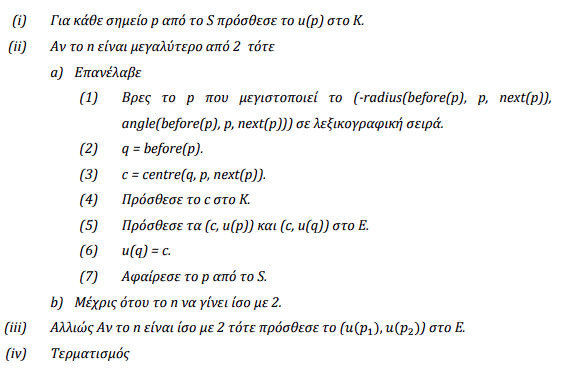 (i) Για κάθε σημείο p από το S πρόσθεσε το u(p) στο K.
(ii) Αν το n είναι μεγαλύτερο από 2 τότε
a) Επανέλαβε
(1) Βρες το p που μεγιστοποιεί το (-radius(before(p), p, next(p)),
angle(before(p), p, next(p))) σε λεξικογραφική σειρά.
(2) q = before(p).
(3) c = centre(q, p, next(p)).
(4) Πρόσθεσε το c στο K.
(5) Πρόσθεσε τα (c, u(p)) και (c, u(q)) στο E.
(6) u(q) = c.
(7) Αφαίρεσε το p από το S.
b) Μέχρις ότου το n να γίνει ίσο με 2.
(iii) Αλλιώς Αν το n είναι ίσο με 2 τότε πρόσθεσε το (u(p₁), u(p₂)) στο E.
(iv) Τερματισμός